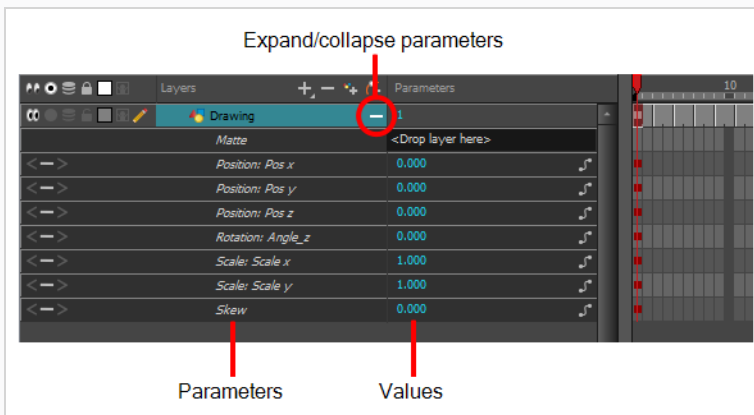 Expand/collapse parameters
Layers Parameters 10
Drawing 1
Matte <Drop layer here>
Position: Pos x 0.000
Position: Pos y 0.000
Position: Pos z 0.000
Rotation: Angle_z 0.000
Scale: Scale x 1.000
Scale: Scale y 1.000
Skew 0.000
Parameters Values